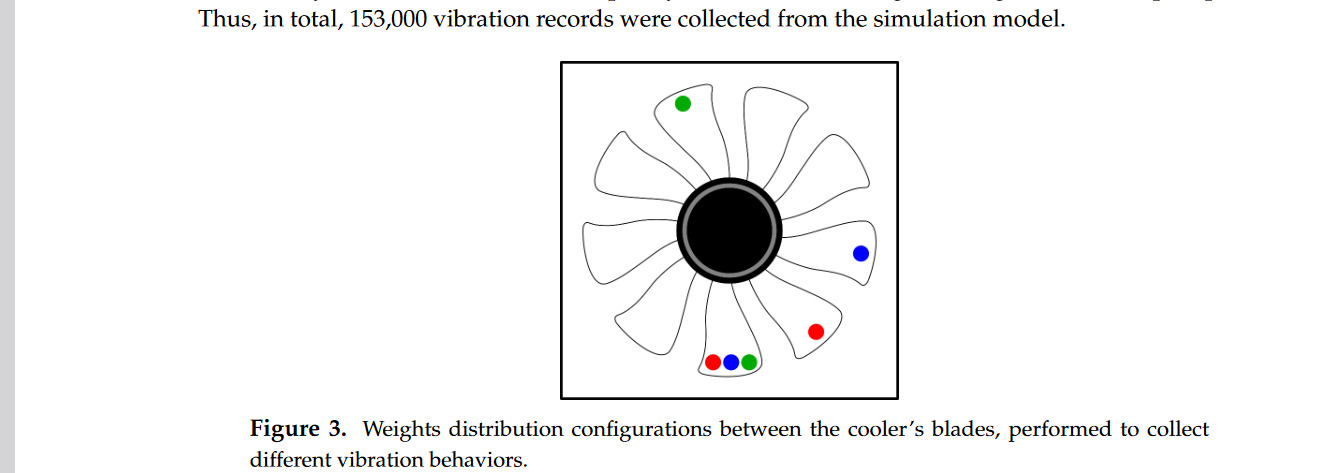 Thus, in total, 153,000 vibration records were collected from the simulation model.
Figure 3. Weights distribution configurations between the cooler's blades, performed to collect
different vibration behaviors.